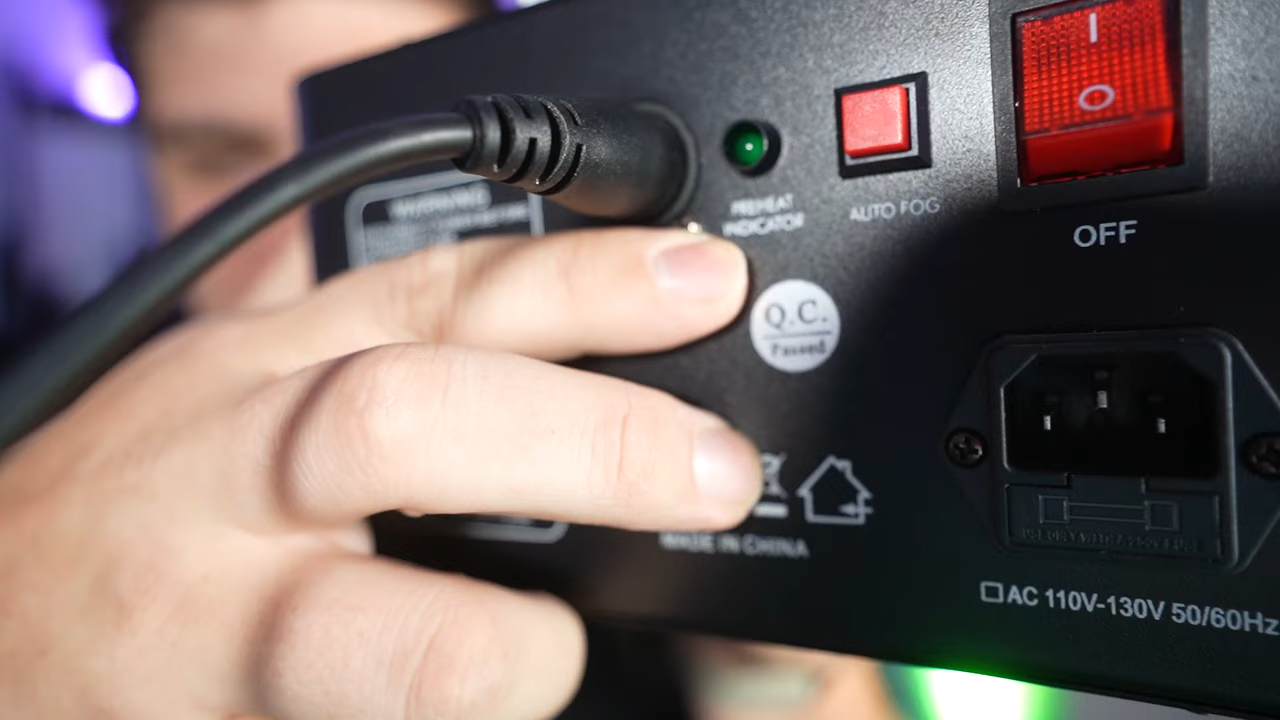 WARNING
PREHEAT
INDICATOR
AUTO FOG
OFF
Q.C.
Passed
MADE IN CHINA
AC 110V-130V 50/60Hz